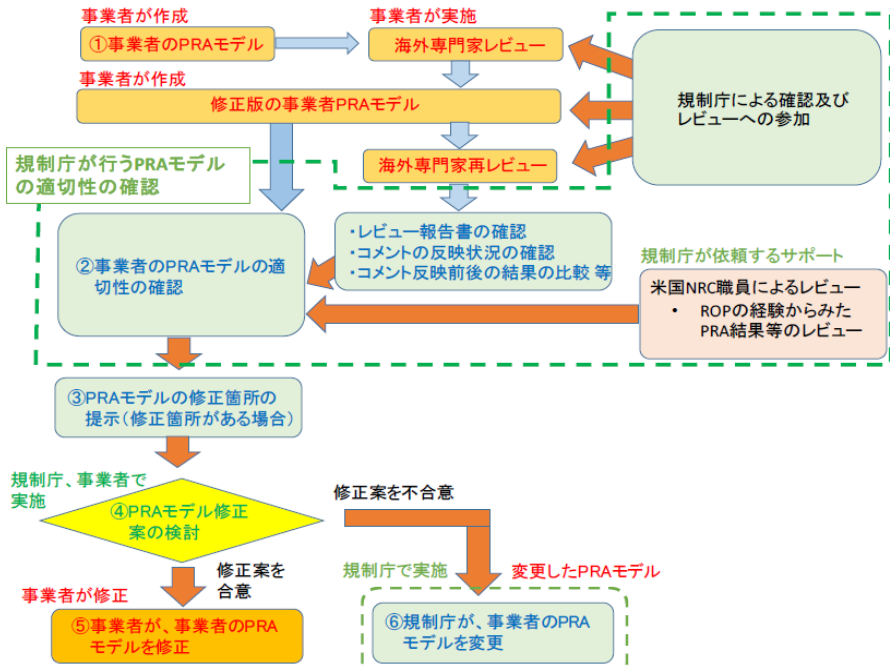 事業者が作成
①事業者のPRAモデル
事業者が実施
海外専門家レビュー
事業者が作成
修正版の事業者PRAモデル
規制庁による確認及び
レビューへの参加
規制庁が行うPRAモデル
の適切性の確認
海外専門家再レビュー
・レビュー報告書の確認
・コメントの反映状況の確認
・コメント反映前後の結果の比較 等
②事業者のPRAモデルの適
切性の確認
規制庁が依頼するサポート
米国NRC職員によるレビュー
• ROPの経験からみた
PRA結果等のレビュー
③PRAモデルの修正箇所の
提示(修正箇所がある場合)
規制庁、事業者で
実施
④PRAモデル修正
案の検討
修正案を不合意
修正案を
合意
事業者が修正
⑤事業者が、事業者のPRA
モデルを修正
規制庁で実施
変更したPRAモデル
⑥規制庁が、事業者のPRA
モデルを変更